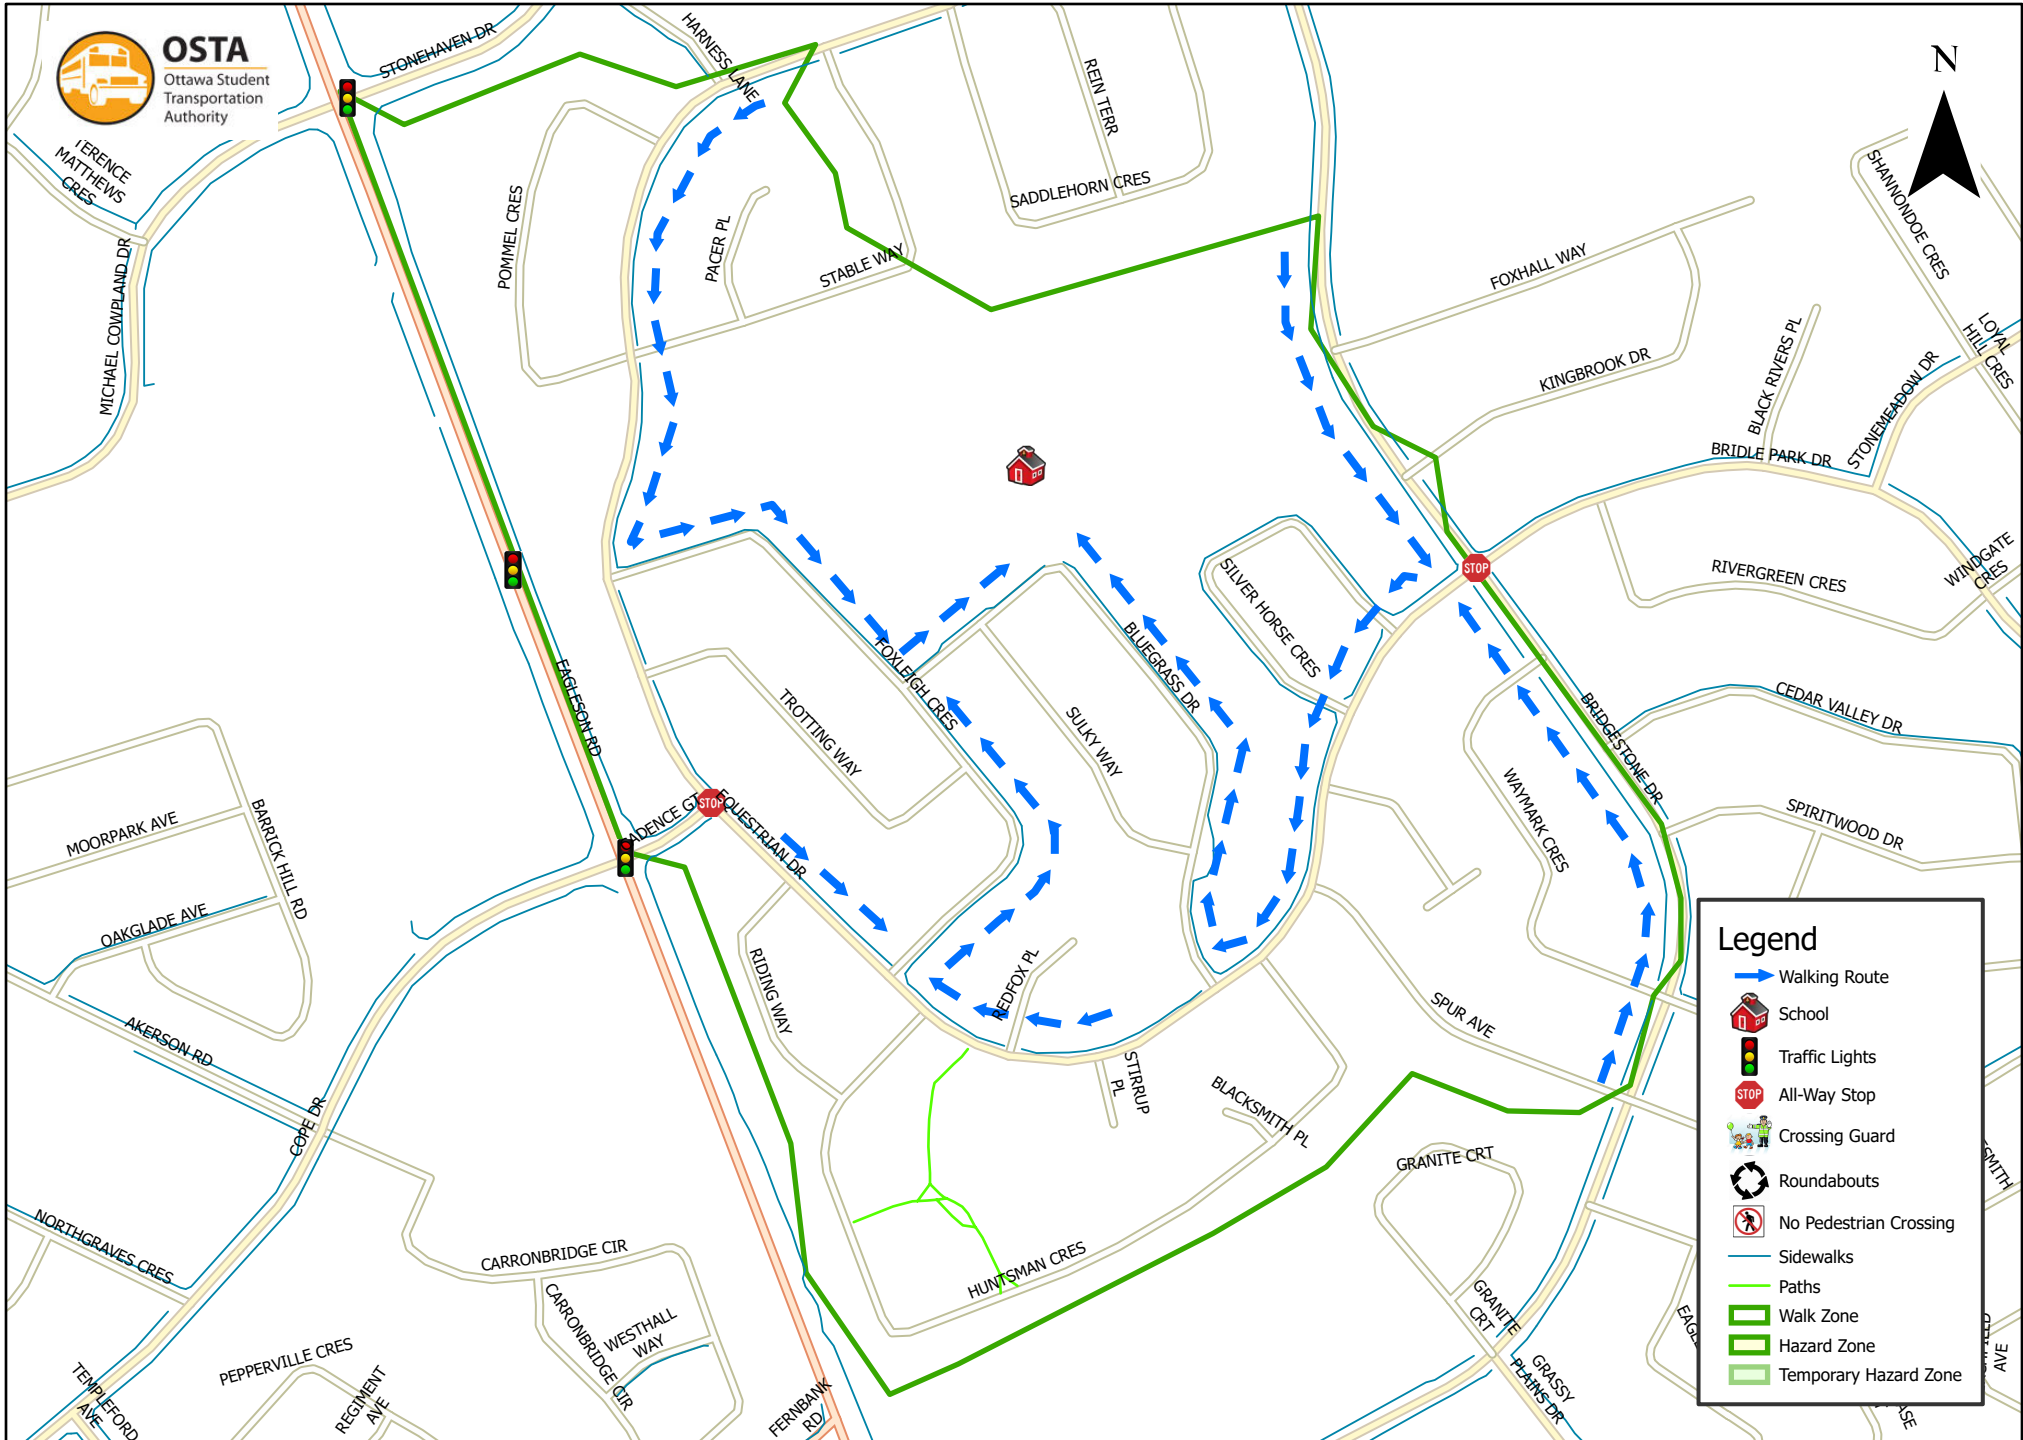 OSTA
Ottawa Student
Transportation
Authority
N
STONEHAVEN DR
HARNESS LANE
REIN TERR
SADDLEHORN CRES
TERENCE
MATTHEWS
CRES
MICHAEL COWPLAND DR
POMMEL CRES
PACER PL
STABLE WAY
SHANNONDOE CRES
FOXHALL WAY
KINGBROOK DR
BLACK RIVERS PL
STONEMEADOW DR
LOYAL
HILL CRES
BRIDLE PARK DR
STOP
RIVERGREEN CRES
WINDGATE
CRES
SILVER HORSE CRES
BLUEGRASS DR
FOXLEIGH CRES
SULKY WAY
TROTTING WAY
EAGLESON RD
CADENCE GT
STOP
EQUESTRIAN DR
BRIDGESTONE DR
CEDAR VALLEY DR
SPIRITWOOD DR
WAYMARK CRES
MOORPARK AVE
BARRICK HILL RD
OAKGLADE AVE
AKERSON RD
COPE DR
RIDING WAY
REDFOX PL
STIRRUP
PL
SPUR AVE
BLACKSMITH PL
GRANITE CRT
HUNTSMAN CRES
NORTHGRAVES CRES
CARRONBRIDGE CIR
CARRONBRIDGE CIR
WESTHALL
WAY
PEPPERVILLE CRES
REGIMENT
AVE
TEMPLEFORD
AVE
FERNBANK
RD
GRANITE
CRT
GRASSY
PLAINS DR
AVE
Legend
Walking Route
School
Traffic Lights
STOP All-Way Stop
Crossing Guard
Roundabouts
No Pedestrian Crossing
Sidewalks
Paths
Walk Zone
Hazard Zone
Temporary Hazard Zone